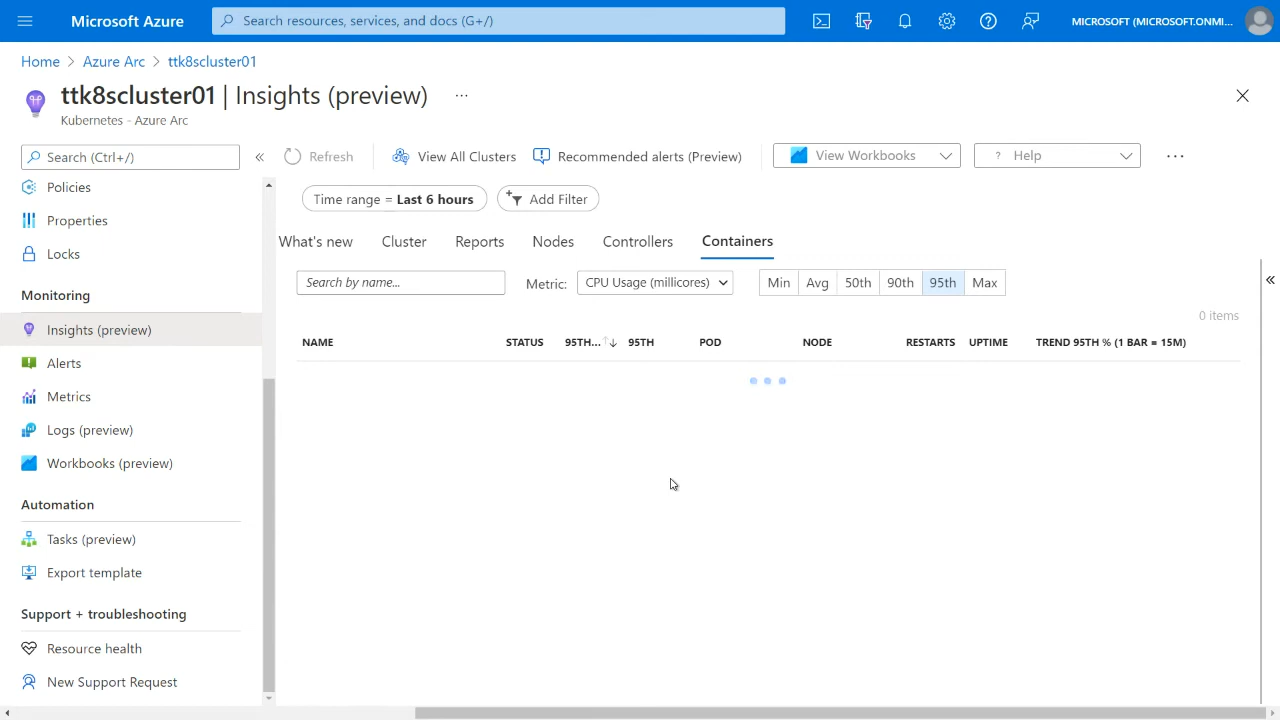 Microsoft Azure
Search resources, services, and docs (G+/)
MICROSOFT (MICROSOFT.ONMI...
Home > Azure Arc > ttk8scluster01
ttk8scluster01 | Insights (preview) ...
Kubernetes - Azure Arc
Search (Ctrl+/)
«
Policies
Properties
Locks
Monitoring
Insights (preview)
Alerts
Metrics
Logs (preview)
Workbooks (preview)
Automation
Tasks (preview)
Export template
Support + troubleshooting
Resource health
New Support Request
Refresh
View All Clusters
Recommended alerts (Preview)
View Workbooks
? Help
...
Time range = Last 6 hours
Add Filter
What's new Cluster Reports Nodes Controllers Containers
Search by name...
Metric: CPU Usage (millicores)
Min Avg 50th 90th 95th Max
«
0 items
NAME STATUS 95TH... 95TH POD NODE RESTARTS UPTIME TREND 95TH % (1 BAR = 15M)